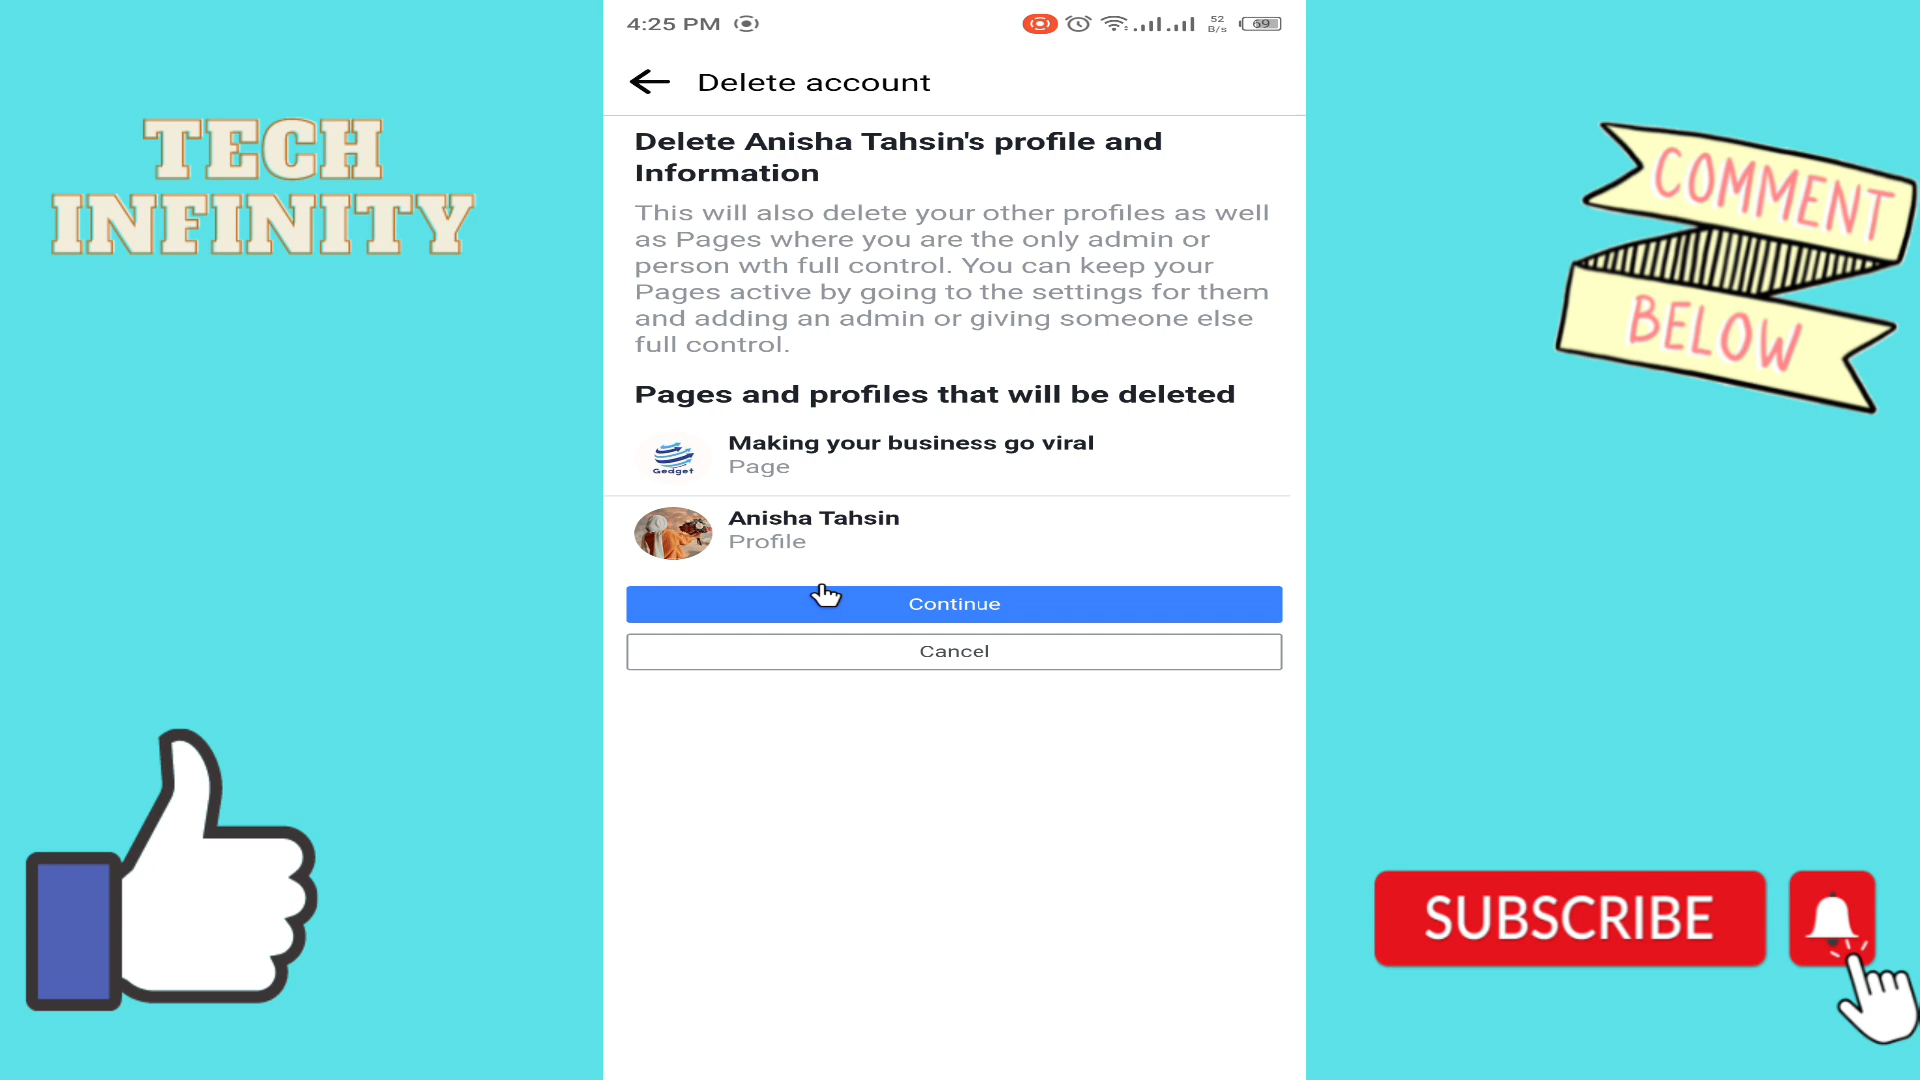 4:25 PM
52
B/s
69
Delete account
TECH
INFINITY
Delete Anisha Tahsin's profile and
Information
This will also delete your other profiles as well
as Pages where you are the only admin or
person wth full control. You can keep your
Pages active by going to the settings for them
and adding an admin or giving someone else
full control.
COMMENT
BELOW
Pages and profiles that will be deleted
Gedget
Making your business go viral
Page
Anisha Tahsin
Profile
Continue
Cancel
SUBSCRIBE